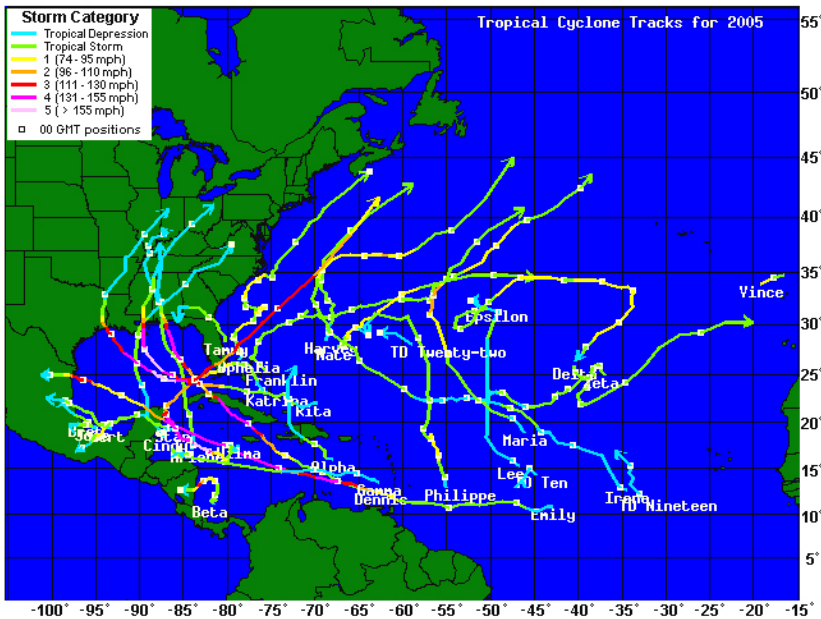 Storm Category
Tropical Depression
Tropical Storm
1 (74-95 mph)
2 (96-110 mph)
3 (111-130 mph)
4 (131-155 mph)
5 ( > 155 mph)
00 GMT positions
Tropical Cyclone Tracks for 2005
55°
50°
45°
40°
35°
30°
25°
20°
15°
10°
5°
Vince
Epsilon
Harvey
Nate
TD Twenty-two
Tammy
Ophelia
Franklin
Katrina
Rita
Delta
Zeta
Maria
Bret
Jose
Gert
Stan
Cindy
Arlene
Wilma
Alpha
Gamma
Dennis
Philippe
Lee
TD Ten
Emily
Irene
TD Nineteen
Beta
-100° -95° -90° -85° -80° -75° -70° -65° -60° -55° -50° -45° -40° -35° -30° -25° -20° -15°